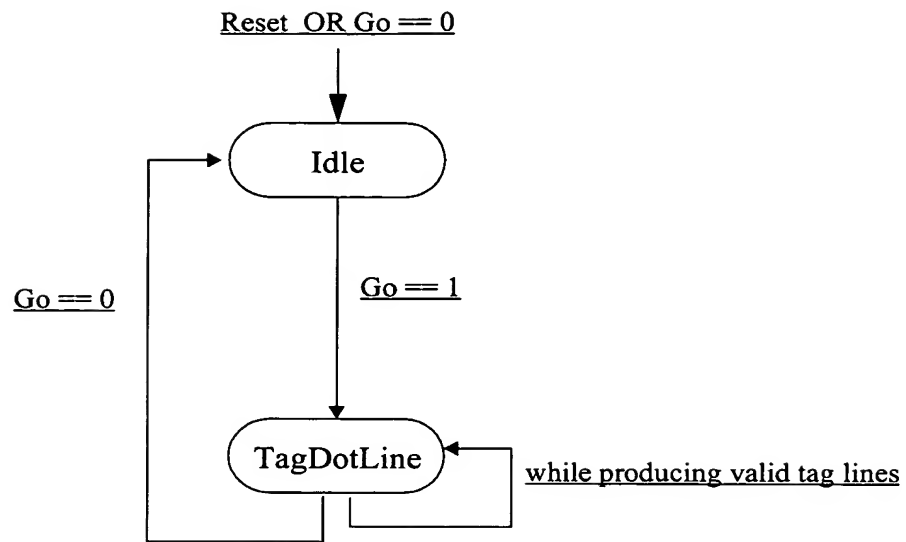 Reset OR Go == 0
Idle
Go == 0
Go == 1
TagDotLine
while producing valid tag lines